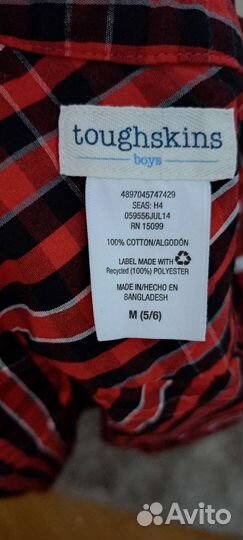 toughskins
boys
4897045747429
SEAS: H4
059556JUL14
RN 15099
100% COTTON/ALGODÓN
LABEL MADE WITH
Recycled (100%) POLYESTER
MADE IN/HECHO EN
BANGLADESH
M (5/6)
Avito